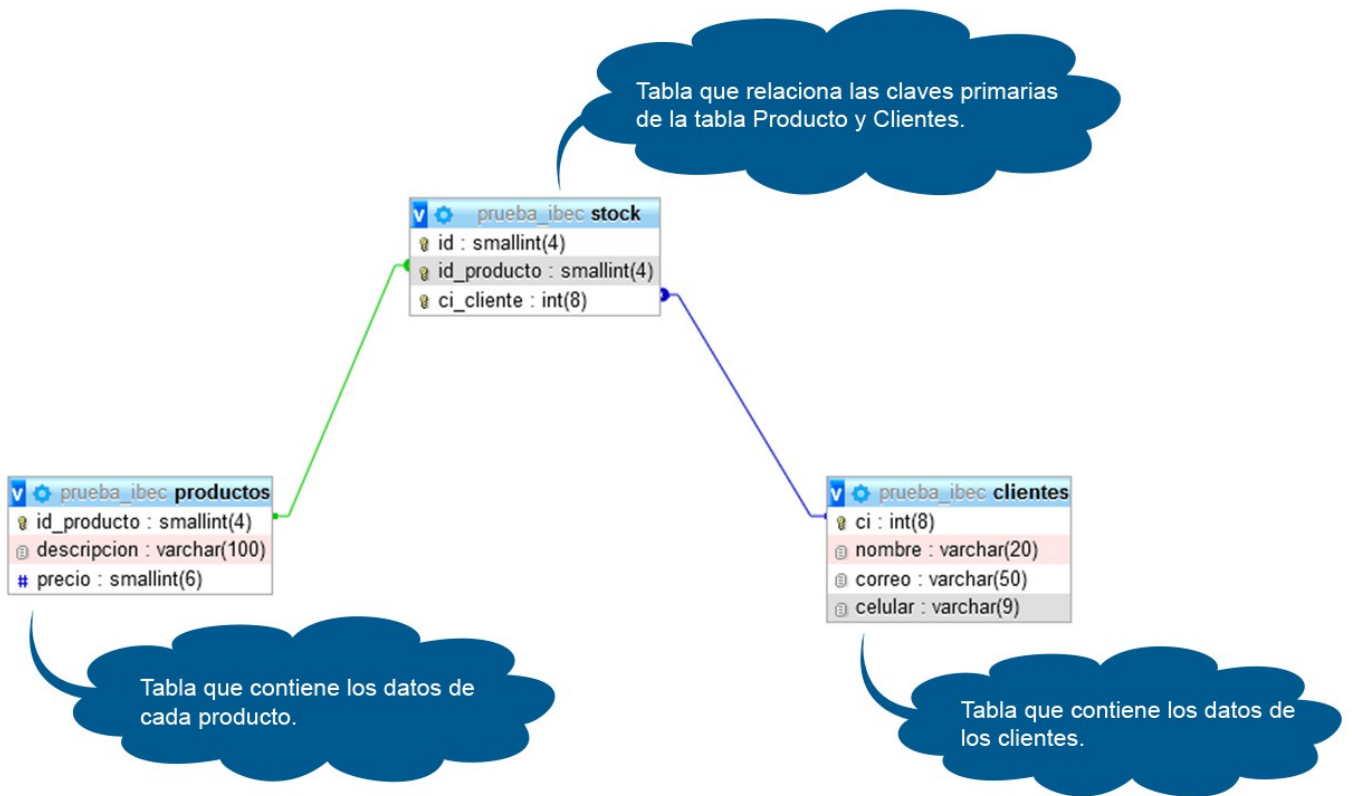 Tabla que relaciona las claves primarias
de la tabla Producto y Clientes.
v prueba_ibec stock
id : smallint(4)
id_producto : smallint(4)
ci_cliente : int(8)
v prueba_ibec productos
id_producto : smallint(4)
descripcion : varchar(100)
# precio : smallint(6)
v prueba_ibec clientes
ci : int(8)
nombre : varchar(20)
correo : varchar(50)
celular : varchar(9)
Tabla que contiene los datos de
cada producto.
Tabla que contiene los datos de
los clientes.